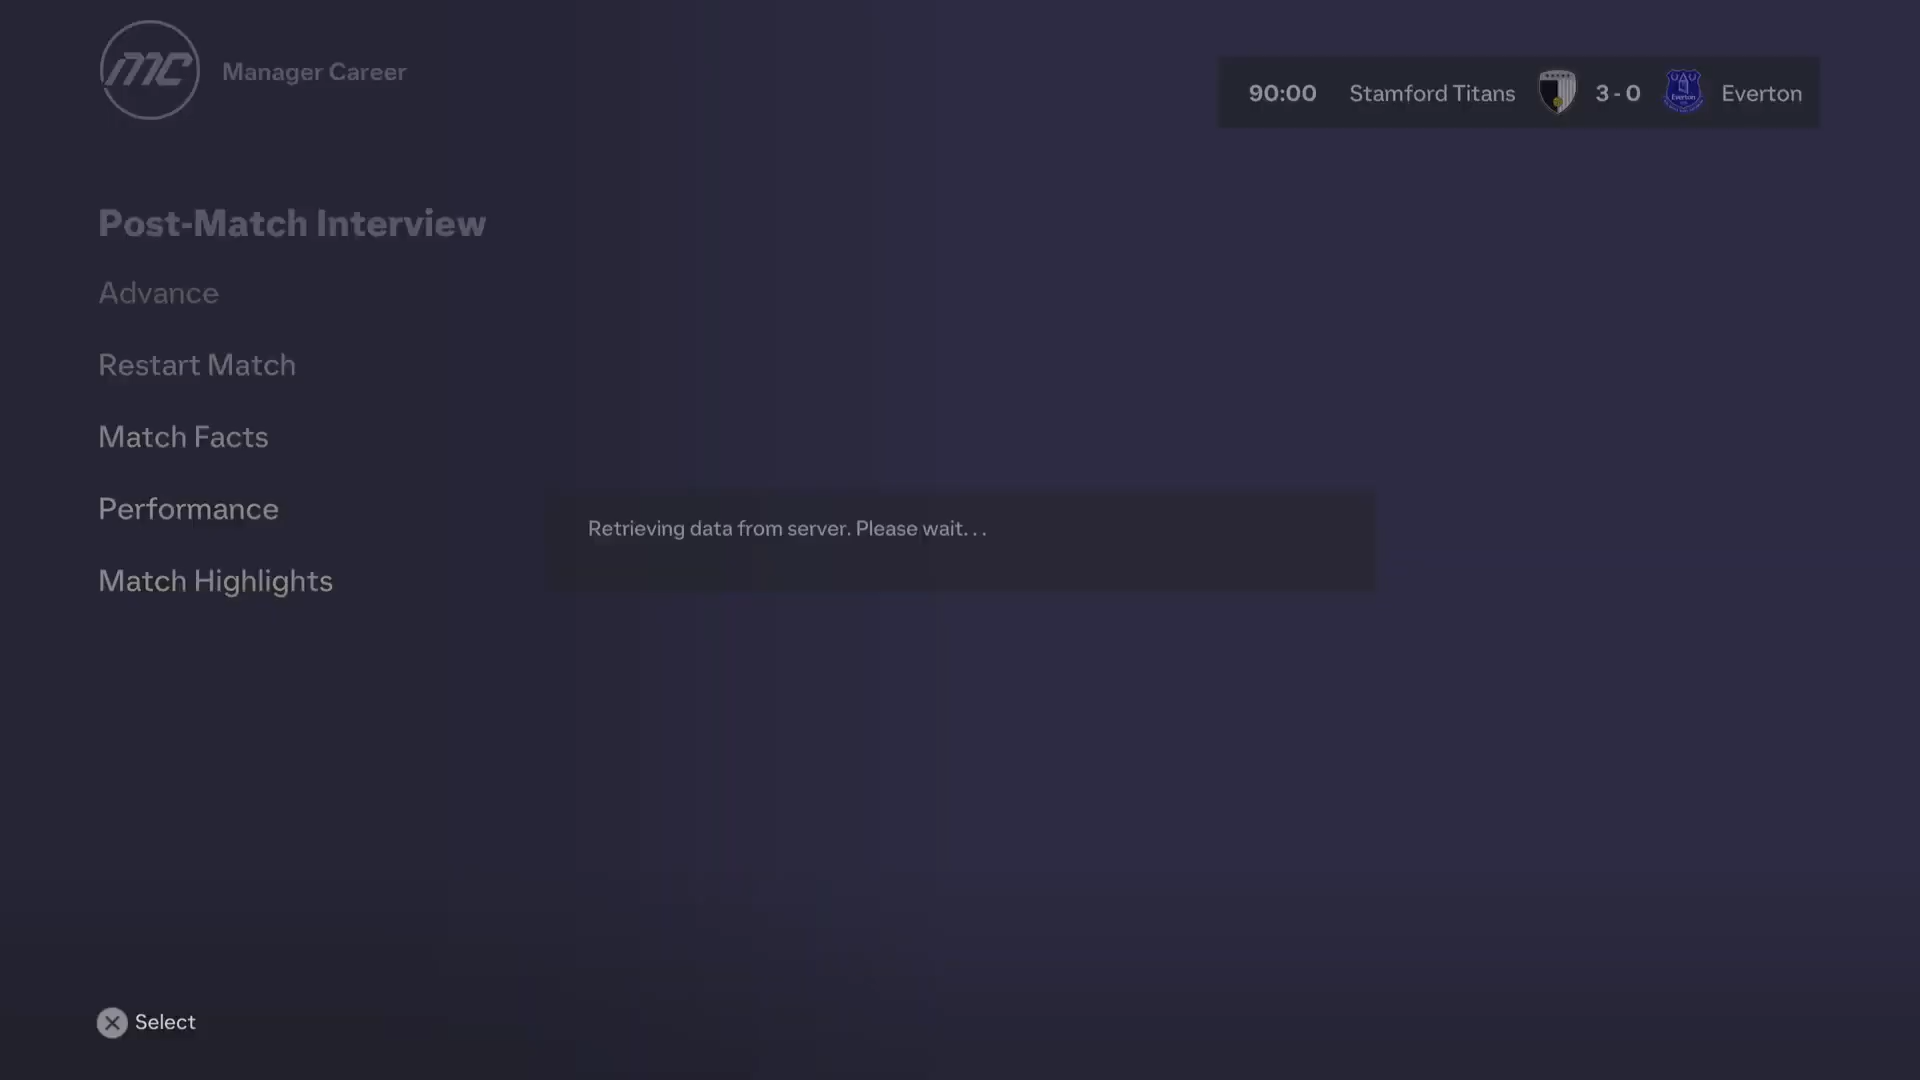 MC Manager Career
90:00 Stamford Titans 3 - 0 Everton
Post-Match Interview
Advance
Restart Match
Match Facts
Performance
Retrieving data from server. Please wait. . .
Match Highlights
Select